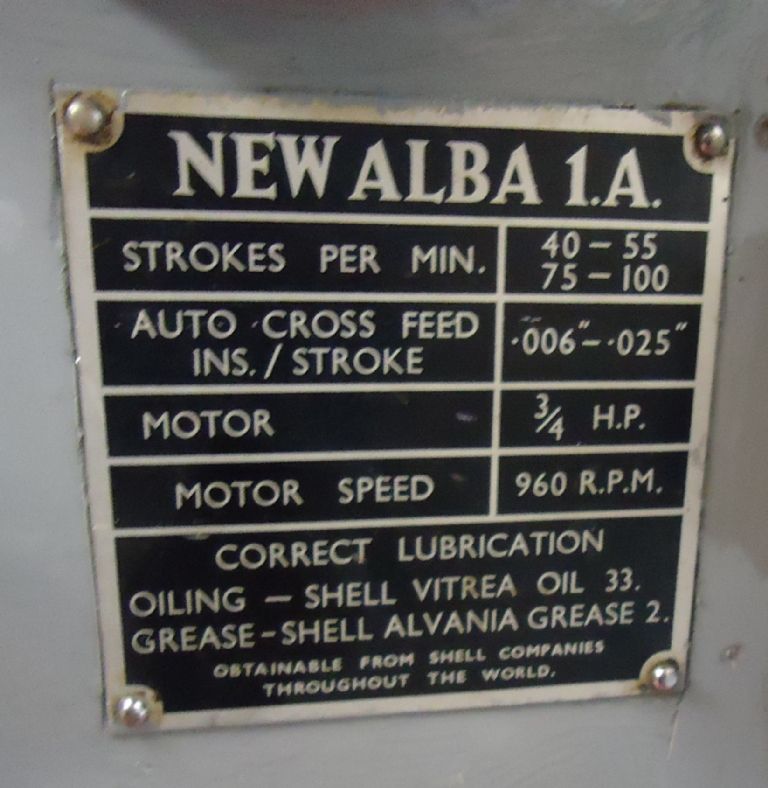 NEW ALBA 1.A.
STROKES PER MIN.
40 – 55
75 – 100
AUTO CROSS FEED
INS. / STROKE
·006" – ·025"
MOTOR
3/4 H.P.
MOTOR SPEED
960 R.P.M.
CORRECT LUBRICATION
OILING – SHELL VITREA OIL 33.
GREASE – SHELL ALVANIA GREASE 2.
OBTAINABLE FROM SHELL COMPANIES
THROUGHOUT THE WORLD.